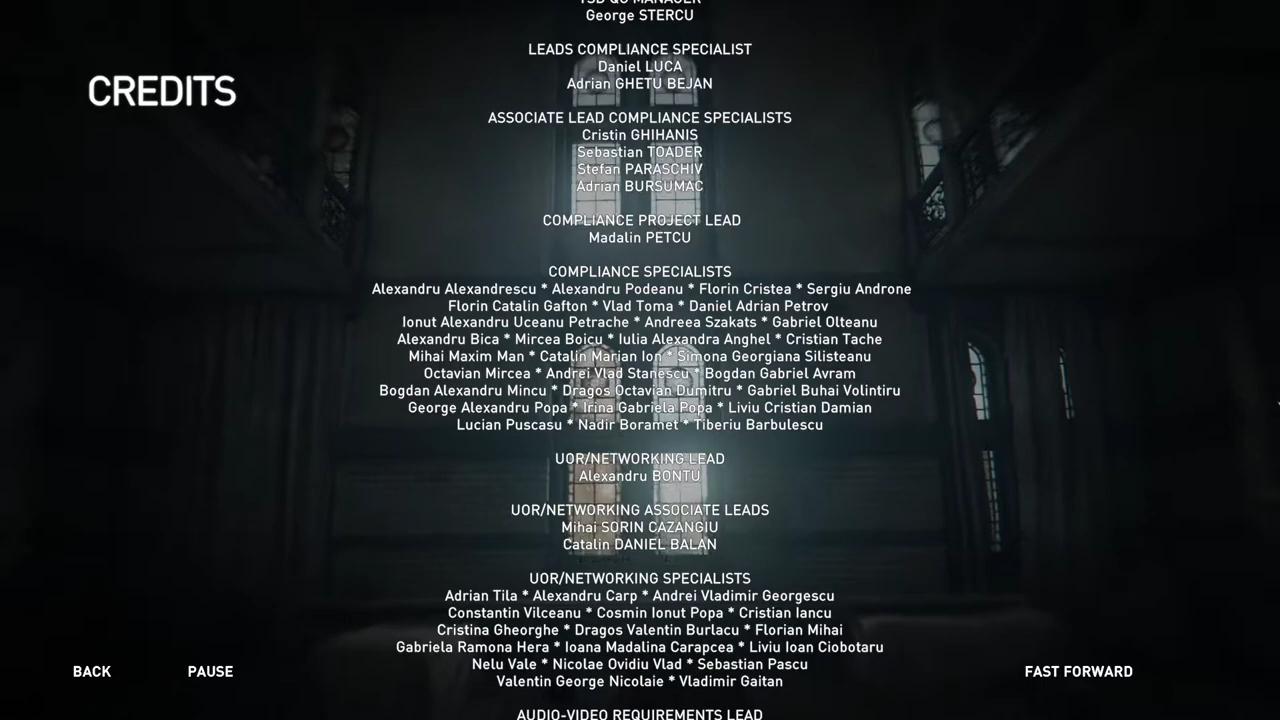 TSD QC MANAGER
George STERCU
LEADS COMPLIANCE SPECIALIST
Daniel LUCA
Adrian GHETU BEJAN
CREDITS
ASSOCIATE LEAD COMPLIANCE SPECIALISTS
Cristin GHIHANIS
Sebastian TOADER
Stefan PARASCHIV
Adrian BURSUMAC
COMPLIANCE PROJECT LEAD
Madalin PETCU
COMPLIANCE SPECIALISTS
Alexandru Alexandrescu * Alexandru Podeanu * Florin Cristea * Sergiu Androne
Florin Catalin Gafton * Vlad Toma * Daniel Adrian Petrov
Ionut Alexandru Uceanu Petrache * Andreea Szakats * Gabriel Olteanu
Alexandru Bica * Mircea Boicu * Iulia Alexandra Anghel * Cristian Tache
Mihai Maxim Man * Catalin Marian Ion * Simona Georgiana Silisteanu
Octavian Mircea * Andrei Vlad Stanescu * Bogdan Gabriel Avram
Bogdan Alexandru Mincu * Dragos Octavian Dumitru * Gabriel Buhai Volintiru
George Alexandru Popa * Irina Gabriela Popa * Liviu Cristian Damian
Lucian Puscasu * Nadir Boramet * Tiberiu Barbulescu
UOR/NETWORKING LEAD
Alexandru BONTU
UOR/NETWORKING ASSOCIATE LEADS
Mihai SORIN CAZANGIU
Catalin DANIEL BALAN
UOR/NETWORKING SPECIALISTS
Adrian Tila * Alexandru Carp * Andrei Vladimir Georgescu
Constantin Vilceanu * Cosmin Ionut Popa * Cristian Iancu
Cristina Gheorghe * Dragos Valentin Burlacu * Florian Mihai
Gabriela Ramona Hera * Ioana Madalina Carapcea * Liviu Ioan Ciobotaru
Nelu Vale * Nicolae Ovidiu Vlad * Sebastian Pascu
Valentin George Nicolaie * Vladimir Gaitan
BACK
PAUSE
FAST FORWARD
AUDIO-VIDEO REQUIREMENTS LEAD